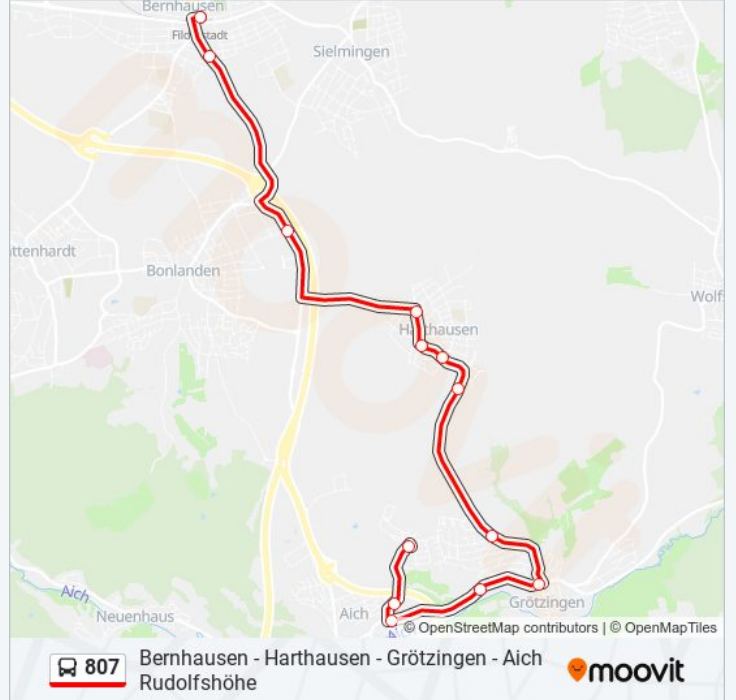 Bernhausen
Sielmingen
ttenhardt
Bonlanden
Wolf
Harthausen
Aich
Neuenhaus
Aich
Grötzingen
© OpenStreetMap contributors | © OpenMapTiles
807
Bernhausen - Harthausen - Grötzingen - Aich
Rudolfshöhe
moovit